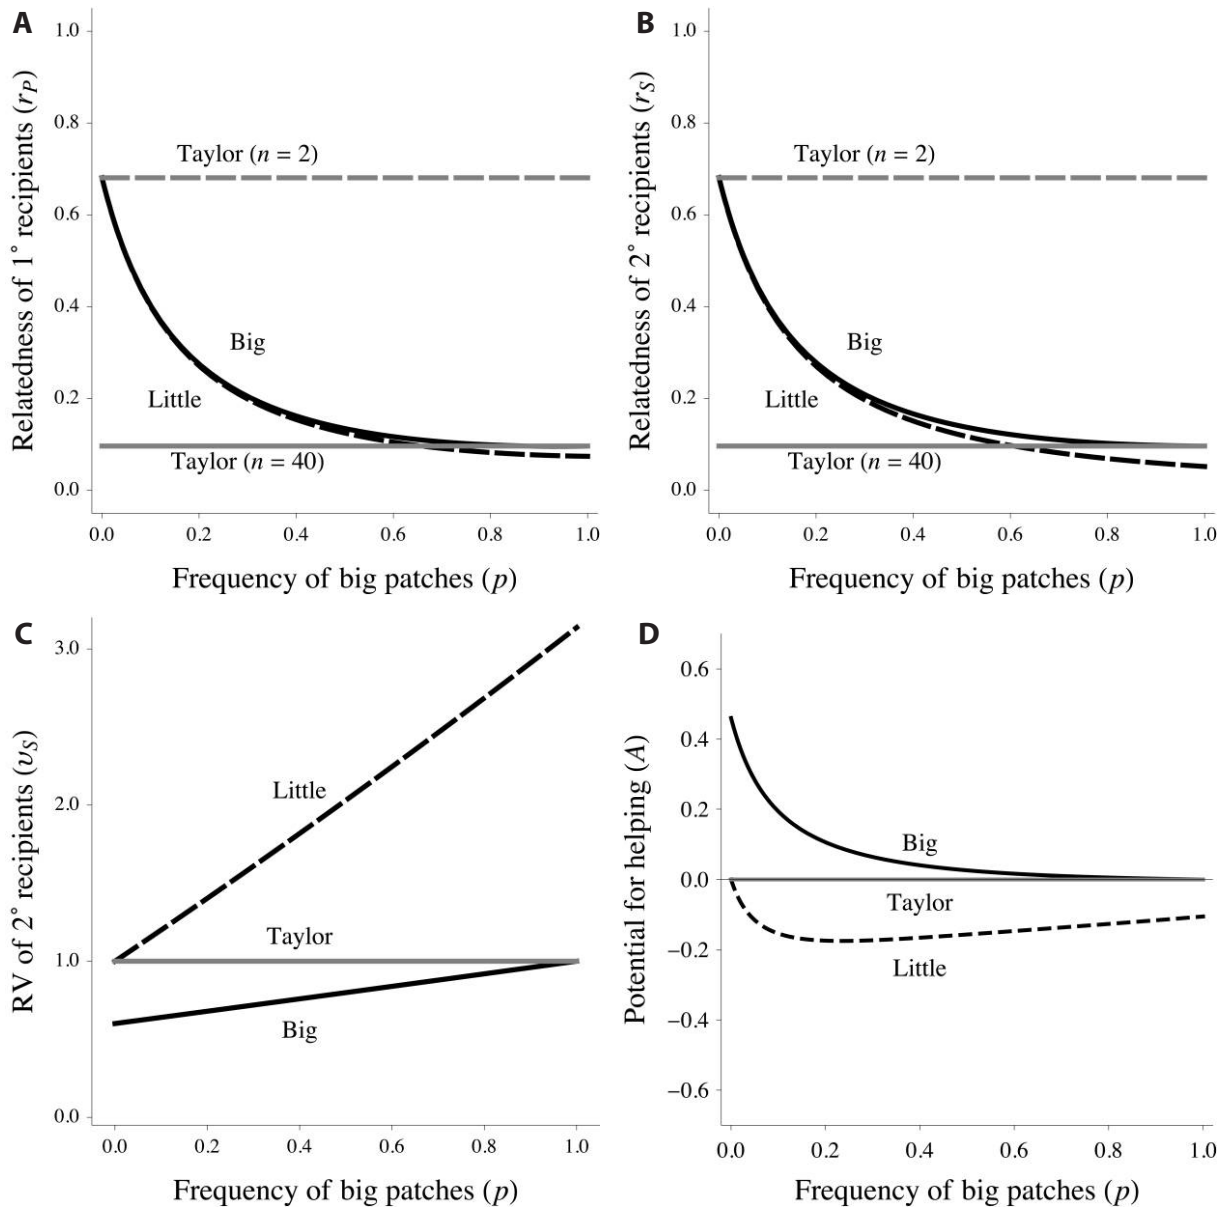 A
Relatedness of 1° recipients (r_P)
1.0
0.8
0.6
0.4
0.2
0.0
Taylor (n = 2)
Big
Little
Taylor (n = 40)
0.0 0.2 0.4 0.6 0.8 1.0
Frequency of big patches (p)
B
Relatedness of 2° recipients (r_S)
1.0
0.8
0.6
0.4
0.2
0.0
Taylor (n = 2)
Big
Little
Taylor (n = 40)
0.0 0.2 0.4 0.6 0.8 1.0
Frequency of big patches (p)
C
RV of 2° recipients (υ_S)
3.0
2.0
1.0
0.0
Little
Taylor
Big
0.0 0.2 0.4 0.6 0.8 1.0
Frequency of big patches (p)
D
Potential for helping (A)
0.6
0.4
0.2
0.0
−0.2
−0.4
−0.6
Big
Taylor
Little
0.0 0.2 0.4 0.6 0.8 1.0
Frequency of big patches (p)